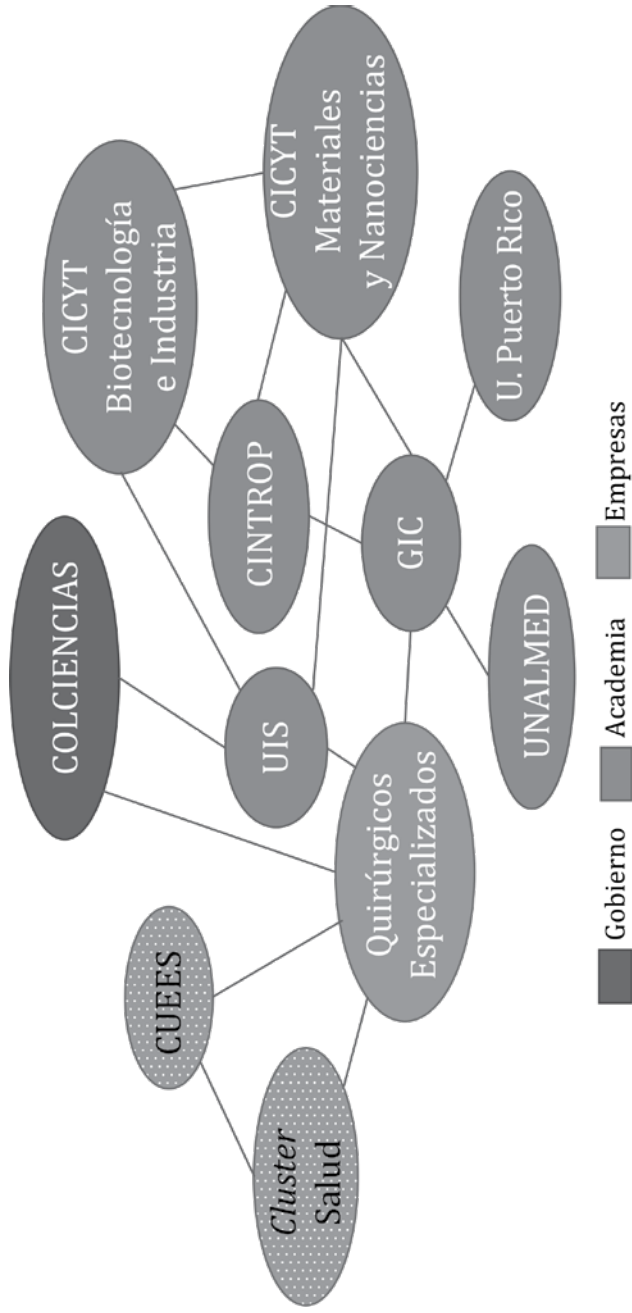 COLCIENCIAS
CICYT
Biotecnología
e Industria
CUEES
UIS
CINTROP
CICYT
Materiales
y Nanociencias
Cluster
Salud
Quirúrgicos
Especializados
GIC
UNALMED
U. Puerto Rico
Gobierno
Academia
Empresas